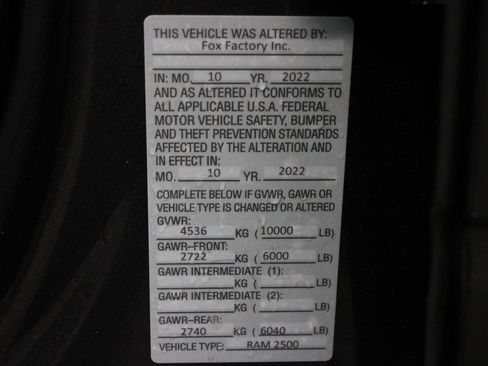 THIS VEHICLE WAS ALTERED BY:
Fox Factory Inc.
IN: MO. 10 YR. 2022
AND AS ALTERED IT CONFORMS TO
ALL APPLICABLE U.S.A. FEDERAL
MOTOR VEHICLE SAFETY, BUMPER
AND THEFT PREVENTION STANDARDS
AFFECTED BY THE ALTERATION AND
IN EFFECT IN:
MO. 10 YR. 2022
COMPLETE BELOW IF GVWR, GAWR OR
VEHICLE TYPE IS CHANGED OR ALTERED
GVWR:
4536 KG ( 10000 LB)
GAWR–FRONT:
2722 KG ( 6000 LB)
GAWR INTERMEDIATE (1):
KG ( LB)
GAWR INTERMEDIATE (2):
KG ( LB)
GAWR–REAR:
2740 KG ( 6040 LB)
VEHICLE TYPE: RAM 2500